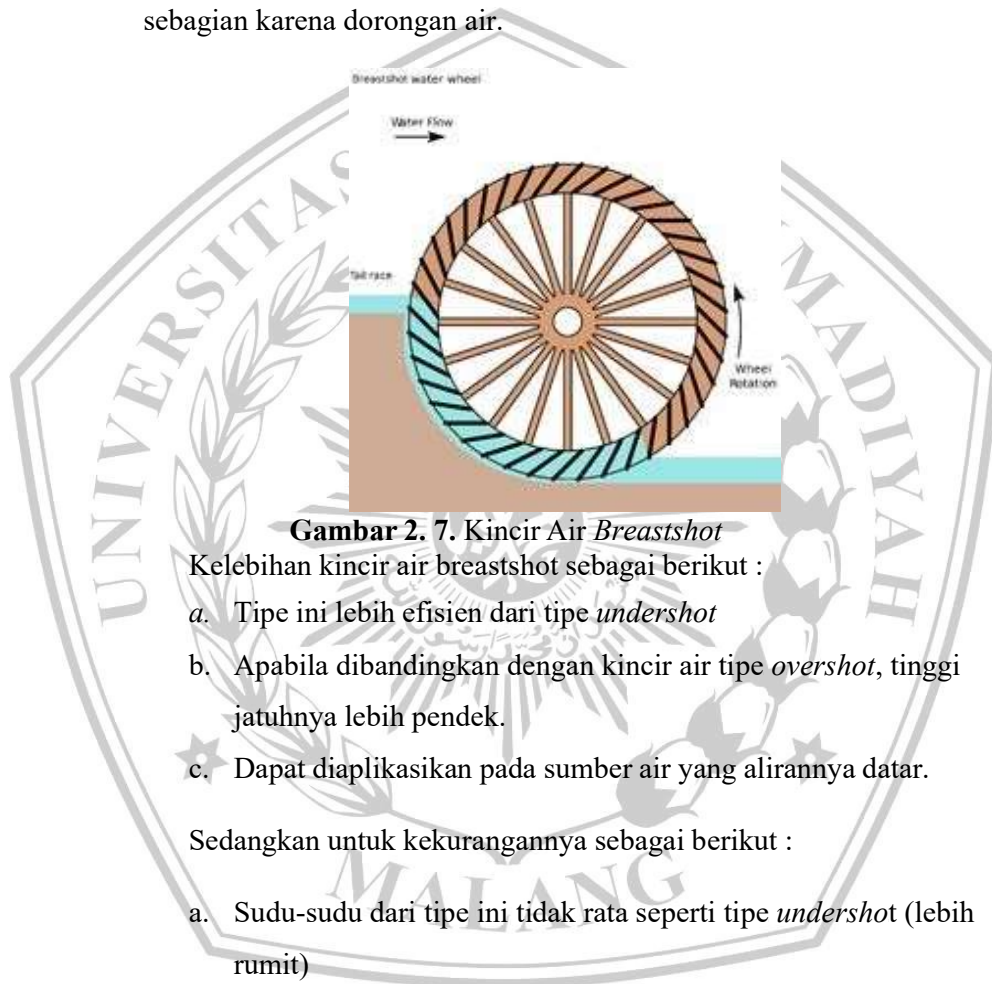 sebagian karena dorongan air.
Breastshot water wheel
Water Flow
Tail race
Wheel
Rotation
Gambar 2. 7. Kincir Air Breastshot
Kelebihan kincir air breastshot sebagai berikut :
a. Tipe ini lebih efisien dari tipe undershot
b. Apabila dibandingkan dengan kincir air tipe overshot, tinggi
jatuhnya lebih pendek.
c. Dapat diaplikasikan pada sumber air yang alirannya datar.
Sedangkan untuk kekurangannya sebagai berikut :
a. Sudu-sudu dari tipe ini tidak rata seperti tipe undershot (lebih
rumit)
UNIVERSITAS
MALANG